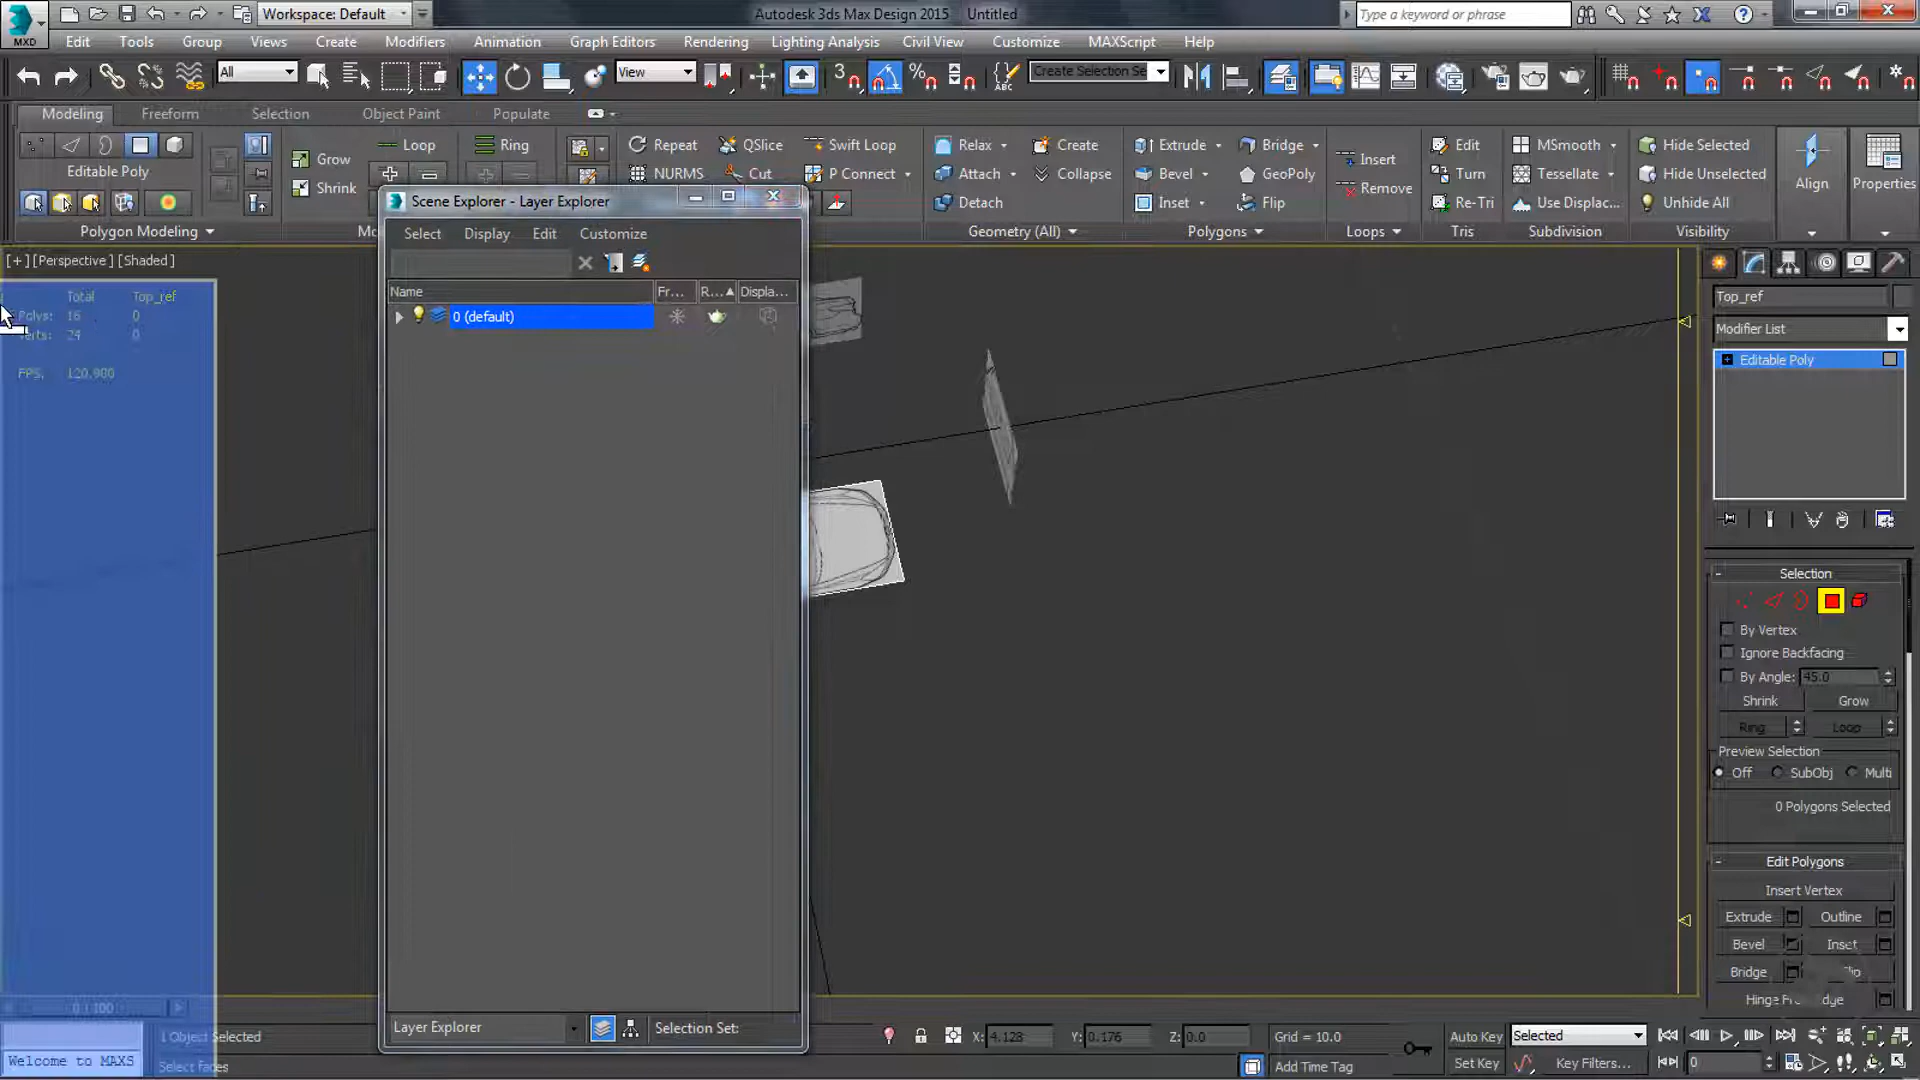 Workspace: Default
Autodesk 3ds Max Design 2015 Untitled
Type a keyword or phrase
MXD
Edit Tools Group Views Create Modifiers Animation Graph Editors Rendering Lighting Analysis Civil View Customize MAXScript Help
All
View
Create Selection Se
Modeling Freeform Selection Object Paint Populate
Loop Ring Repeat QSlice Swift Loop Relax Create Extrude Bridge Insert Edit MSmooth Hide Selected
Grow Shrink NURMS Cut P Connect Attach Collapse Bevel GeoPoly Remove Turn Tessellate Hide Unselected Align Properties
Editable Poly
Detach Inset Flip Re-Tri Use Displac... Unhide All
Polygon Modeling Geometry (All) Polygons Loops Tris Subdivision Visibility
[+] [Perspective] [Shaded]
Total Top_ref
Polys: 16 0
Verts: 24 0
FPS: 120.900
Scene Explorer - Layer Explorer
Select Display Edit Customize
Name Fr... R... Displa...
0 (default)
Layer Explorer Selection Set:
Top_ref
Modifier List
Editable Poly
Selection
By Vertex
Ignore Backfacing
By Angle: 45.0
Shrink Grow
Ring Loop
Preview Selection
Off SubObj Multi
0 Polygons Selected
Edit Polygons
Insert Vertex
Extrude Outline
Bevel Inset
Bridge
0 / 100
1 Object Selected
Welcome to MAXS
Select Faces
X: 4.128 Y: 0.176 Z: 0.0 Grid = 10.0
Add Time Tag
Auto Key Selected
Set Key Key Filters... 0